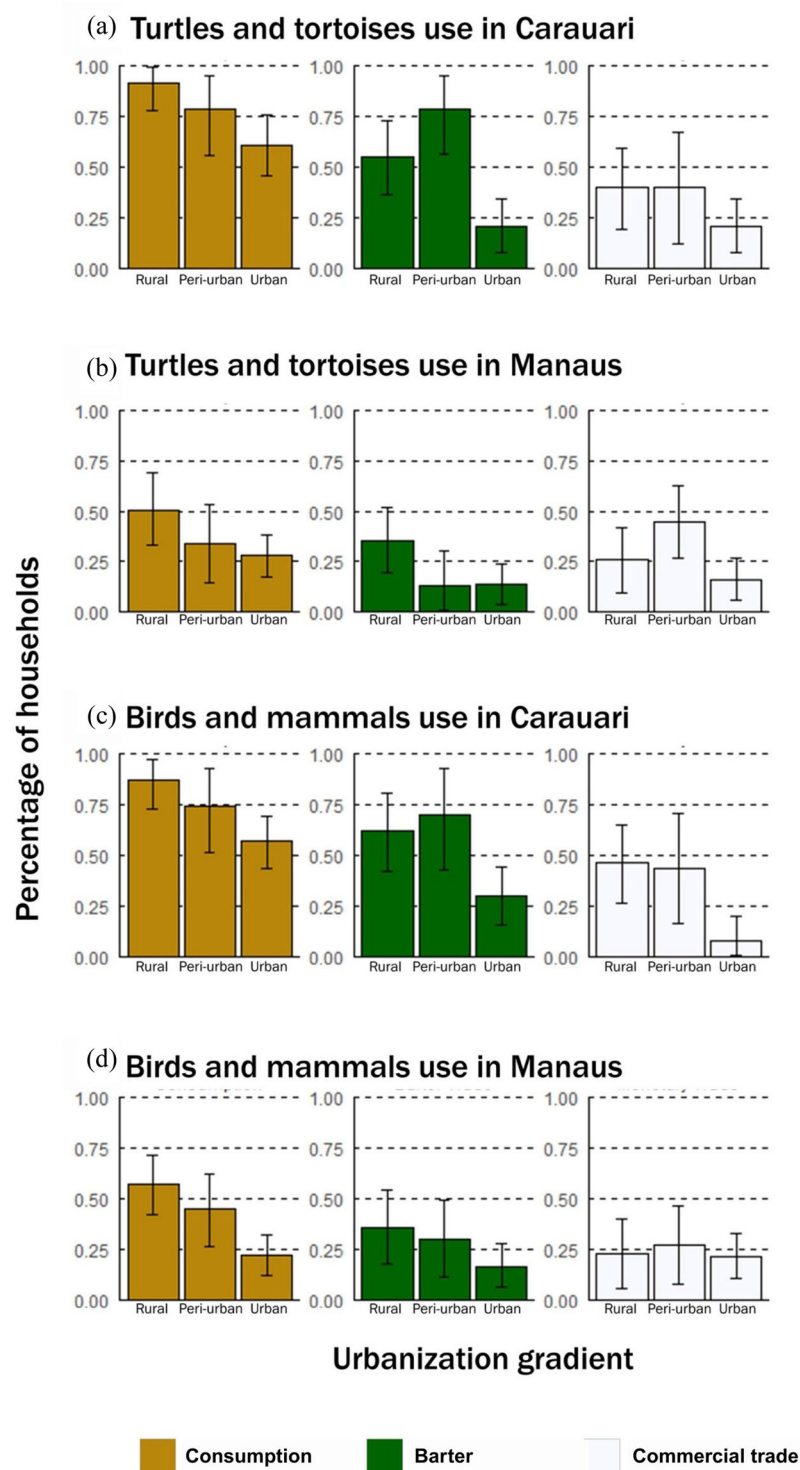 (a) Turtles and tortoises use in Carauari
1.00 1.00 1.00
0.75 0.75 0.75
0.50 0.50 0.50
0.25 0.25 0.25
0.00 0.00 0.00
Rural Peri-urban Urban Rural Peri-urban Urban Rural Peri-urban Urban
(b) Turtles and tortoises use in Manaus
1.00 1.00 1.00
0.75 0.75 0.75
0.50 0.50 0.50
0.25 0.25 0.25
0.00 0.00 0.00
Rural Peri-urban Urban Rural Peri-urban Urban Rural Peri-urban Urban
Percentage of households
(c) Birds and mammals use in Carauari
1.00 1.00 1.00
0.75 0.75 0.75
0.50 0.50 0.50
0.25 0.25 0.25
0.00 0.00 0.00
Rural Peri-urban Urban Rural Peri-urban Urban Rural Peri-urban Urban
(d) Birds and mammals use in Manaus
1.00 1.00 1.00
0.75 0.75 0.75
0.50 0.50 0.50
0.25 0.25 0.25
0.00 0.00 0.00
Rural Peri-urban Urban Rural Peri-urban Urban Rural Peri-urban Urban
Urbanization gradient
Consumption Barter Commercial trade